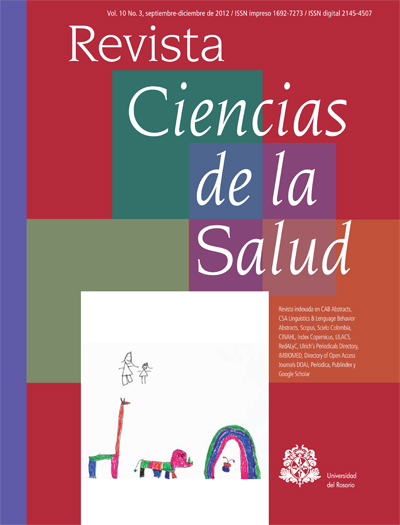 Vol. 10 No. 3, septiembre-diciembre de 2012 / ISSN impreso 1692-7273 / ISSN digital 2145-4507
Revista
Ciencias
de la
Salud
Revista indexada en CAB Abstracts,
CSA Linguistics & Lenguage Behavior
Abstracts, Scopus, Scielo Colombia,
CINAHL, Index Copernicus, LILACS,
RedALyC, Ulrich's Periodicals Directory,
IMBIOMED, Directory of Open Access
Journals DOAJ, Periodica, Publindex y
Google Scholar
Universidad
del Rosario